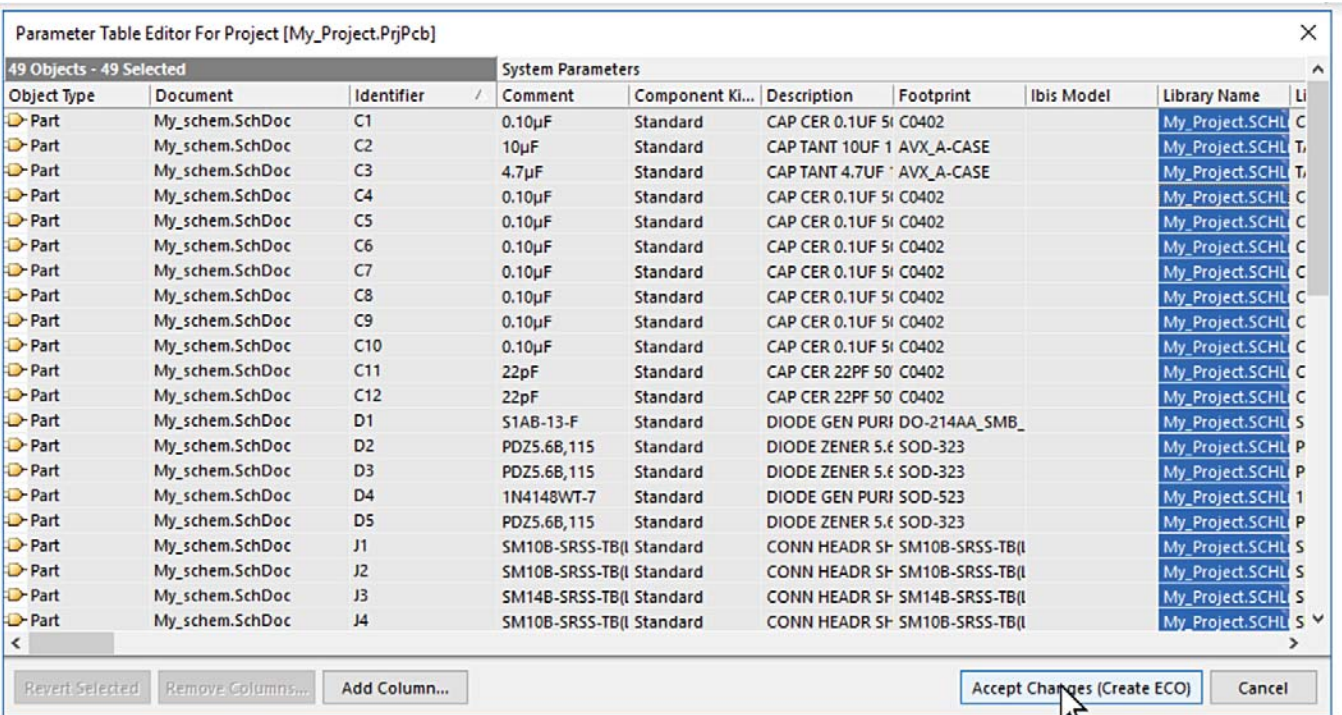 Parameter Table Editor For Project [My_Project.PrjPcb]
49 Objects - 49 Selected System Parameters
Object Type Document Identifier Comment Component Ki... Description Footprint Ibis Model Library Name Li
Part My_schem.SchDoc C1 0.10µF Standard CAP CER 0.1UF 5 C0402 My_Project.SCHL C
Part My_schem.SchDoc C2 10µF Standard CAP TANT 10UF 1 AVX_A-CASE My_Project.SCHL T
Part My_schem.SchDoc C3 4.7µF Standard CAP TANT 4.7UF AVX_A-CASE My_Project.SCHL T
Part My_schem.SchDoc C4 0.10µF Standard CAP CER 0.1UF 5 C0402 My_Project.SCHL C
Part My_schem.SchDoc C5 0.10µF Standard CAP CER 0.1UF 5 C0402 My_Project.SCHL C
Part My_schem.SchDoc C6 0.10µF Standard CAP CER 0.1UF 5 C0402 My_Project.SCHL C
Part My_schem.SchDoc C7 0.10µF Standard CAP CER 0.1UF 5 C0402 My_Project.SCHL C
Part My_schem.SchDoc C8 0.10µF Standard CAP CER 0.1UF 5 C0402 My_Project.SCHL C
Part My_schem.SchDoc C9 0.10µF Standard CAP CER 0.1UF 5 C0402 My_Project.SCHL C
Part My_schem.SchDoc C10 0.10µF Standard CAP CER 0.1UF 5 C0402 My_Project.SCHL C
Part My_schem.SchDoc C11 22pF Standard CAP CER 22PF 50 C0402 My_Project.SCHL C
Part My_schem.SchDoc C12 22pF Standard CAP CER 22PF 50 C0402 My_Project.SCHL C
Part My_schem.SchDoc D1 S1AB-13-F Standard DIODE GEN PUR DO-214AA_SMB_ My_Project.SCHL S
Part My_schem.SchDoc D2 PDZ5.6B,115 Standard DIODE ZENER 5.6 SOD-323 My_Project.SCHL P
Part My_schem.SchDoc D3 PDZ5.6B,115 Standard DIODE ZENER 5.6 SOD-323 My_Project.SCHL P
Part My_schem.SchDoc D4 1N4148WT-7 Standard DIODE GEN PUR SOD-523 My_Project.SCHL 1
Part My_schem.SchDoc D5 PDZ5.6B,115 Standard DIODE ZENER 5.6 SOD-323 My_Project.SCHL P
Part My_schem.SchDoc J1 SM10B-SRSS-TB(L Standard CONN HEADR SH SM10B-SRSS-TB(L My_Project.SCHL S
Part My_schem.SchDoc J2 SM10B-SRSS-TB(L Standard CONN HEADR SH SM10B-SRSS-TB(L My_Project.SCHL S
Part My_schem.SchDoc J3 SM14B-SRSS-TB(L Standard CONN HEADR SH SM14B-SRSS-TB(L My_Project.SCHL S
Part My_schem.SchDoc J4 SM10B-SRSS-TB(L Standard CONN HEADR SH SM10B-SRSS-TB(L My_Project.SCHL S
Revert Selected Remove Columns... Add Column... Accept Changes (Create ECO) Cancel